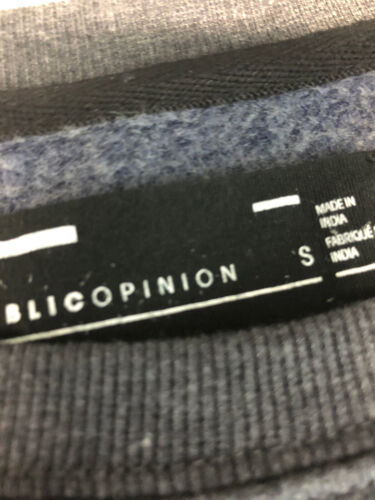 BLICOPINION
S
MADE IN
INDIA
FABRIQUÉ
INDIA